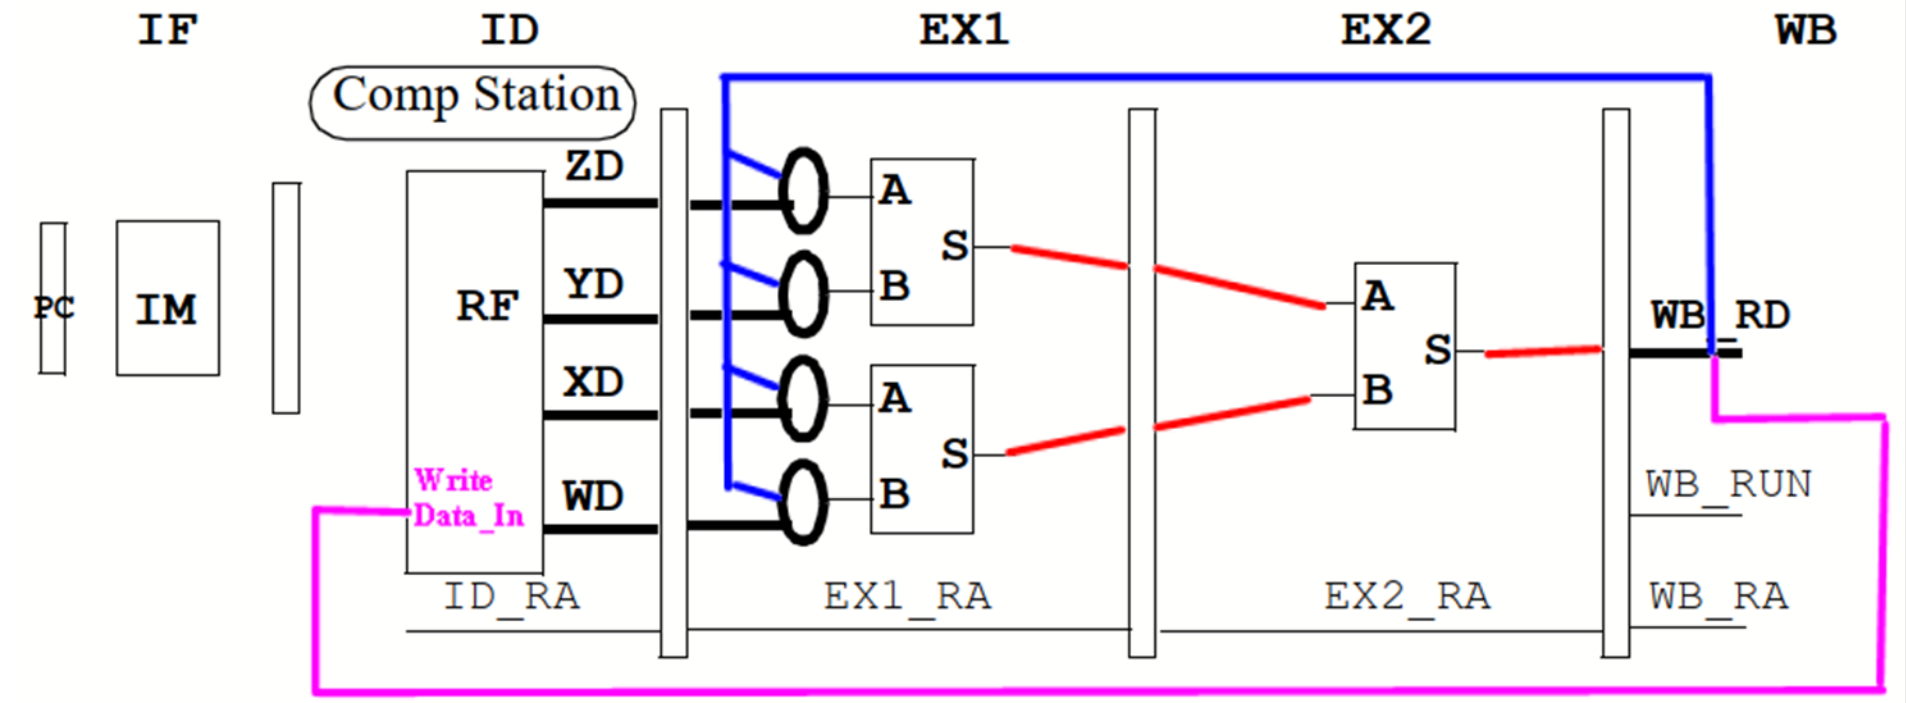 IF ID EX1 EX2 WB
Comp Station
ZD
A
S
B
YD
PC
IM
RF
A
S
B
WB_RD
XD
A
S
B
Write
Data_In
WD
WB_RUN
ID_RA EX1_RA EX2_RA WB_RA